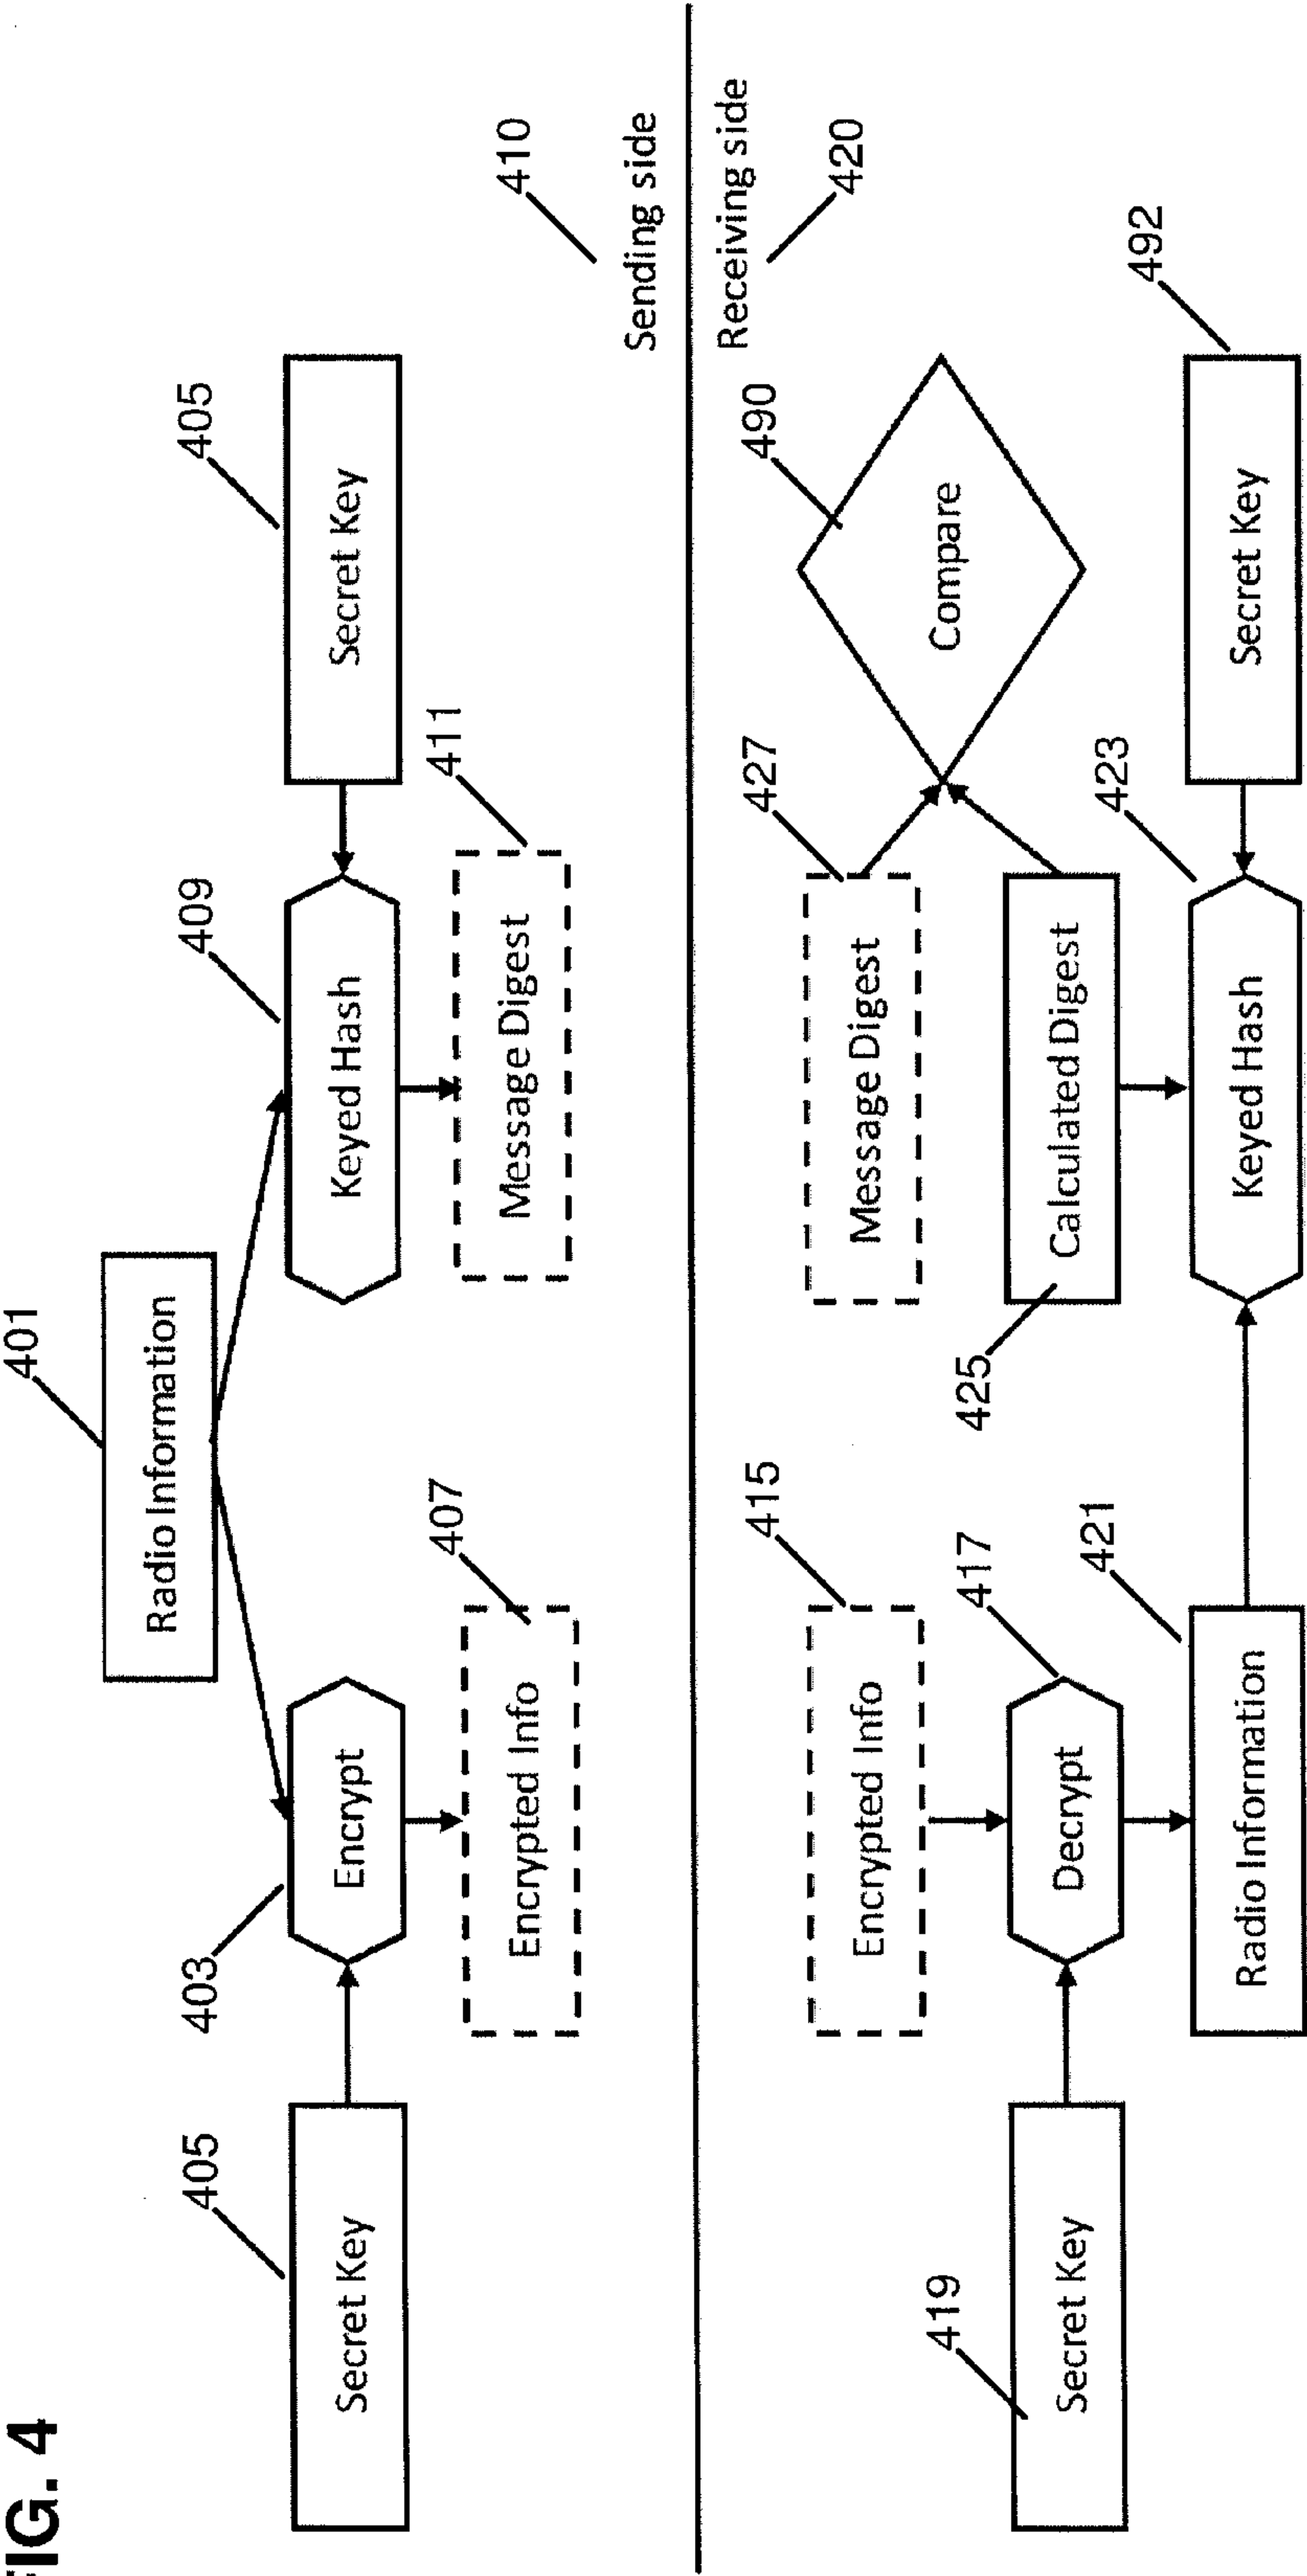 FIG. 4
401
Radio Information
405
403
409
405
Secret Key
Encrypt
Keyed Hash
Secret Key
407
411
Encrypted Info
Message Digest
410
Sending side
Receiving side
420
415
427
490
Encrypted Info
Message Digest
Compare
419
417
425
Secret Key
Decrypt
Calculated Digest
421
423
492
Radio Information
Keyed Hash
Secret Key